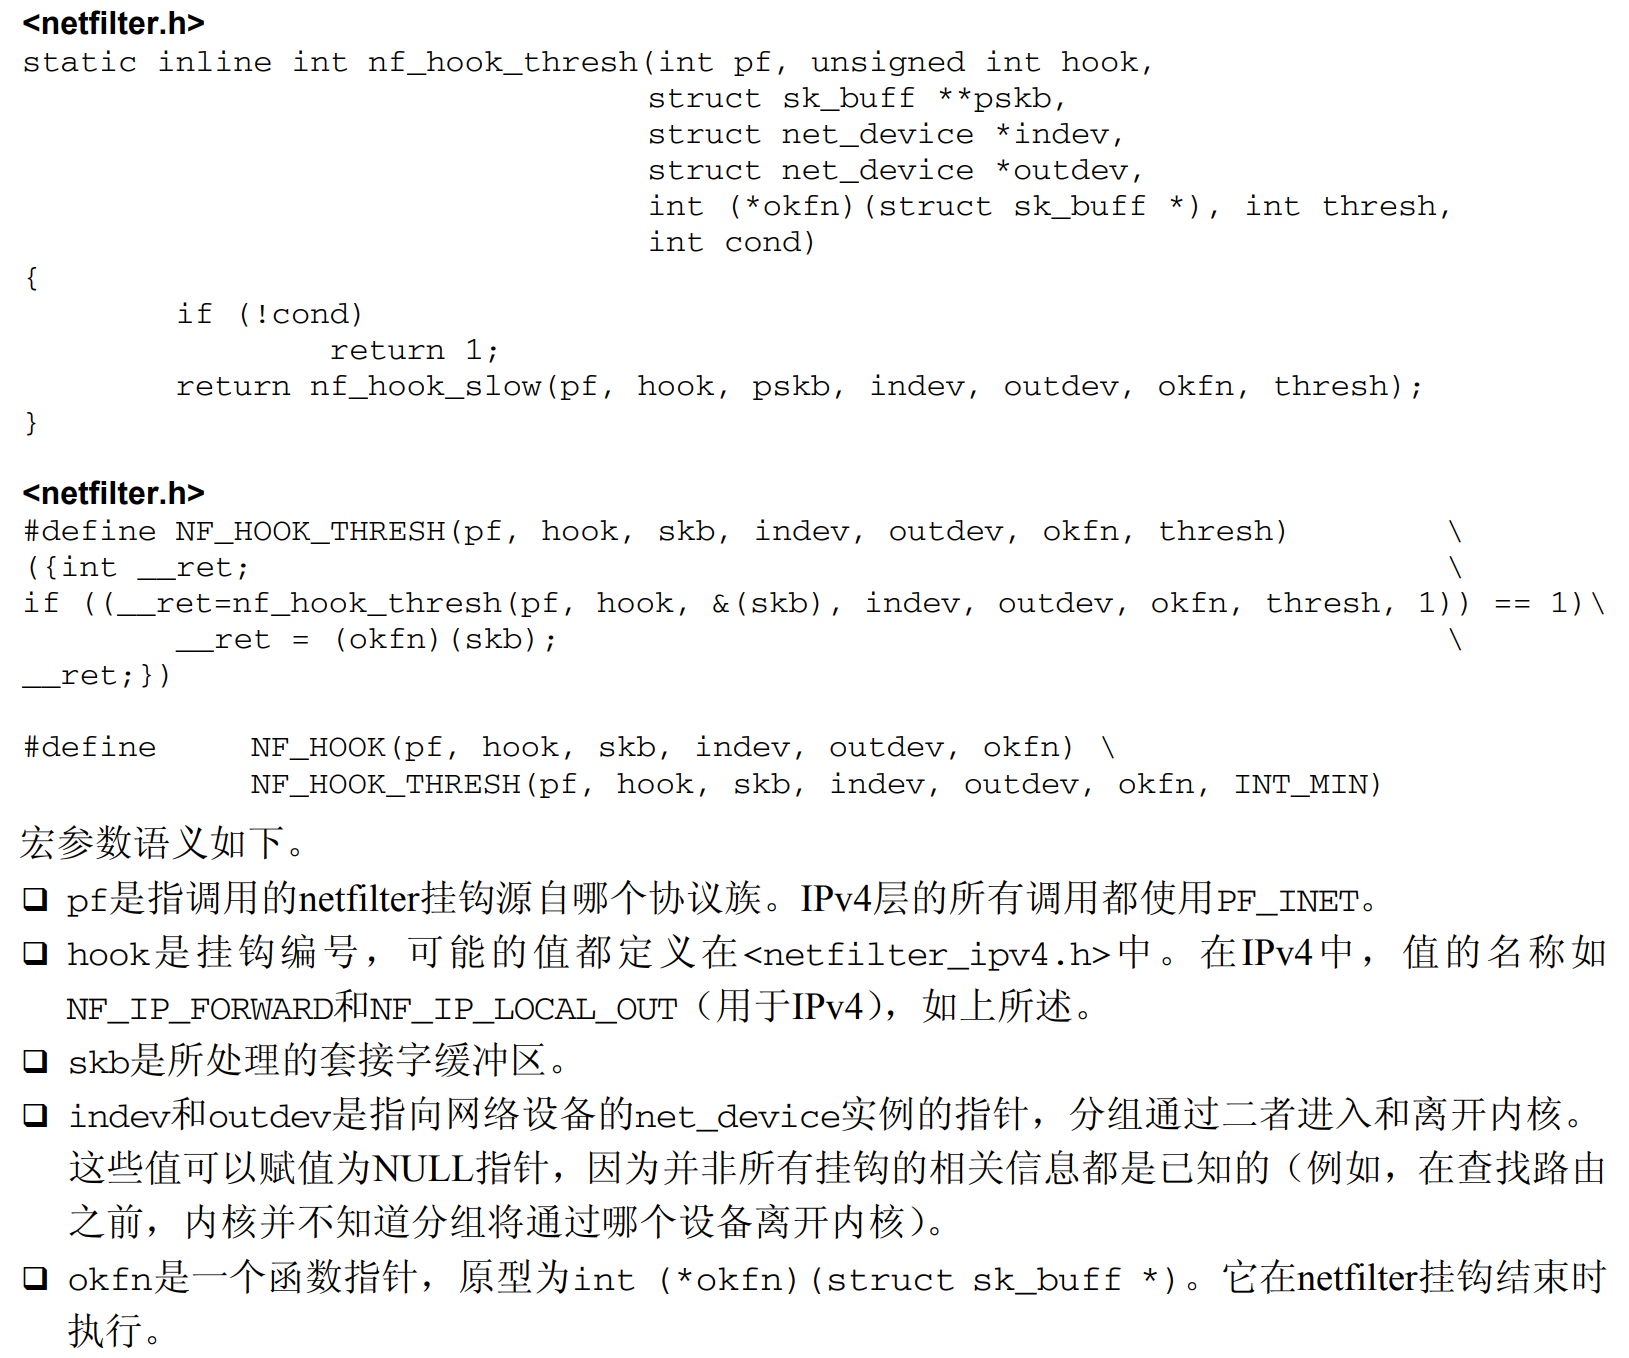 <netfilter.h>
static inline int nf_hook_thresh(int pf, unsigned int hook,
struct sk_buff **pskb,
struct net_device *indev,
struct net_device *outdev,
int (*okfn)(struct sk_buff *), int thresh,
int cond)
{
if (!cond)
return 1;
return nf_hook_slow(pf, hook, pskb, indev, outdev, okfn, thresh);
}
<netfilter.h>
#define NF_HOOK_THRESH(pf, hook, skb, indev, outdev, okfn, thresh) \
({int __ret; \
if ((__ret=nf_hook_thresh(pf, hook, &(skb), indev, outdev, okfn, thresh, 1)) == 1)\
__ret = (okfn)(skb); \
__ret;})
#define NF_HOOK(pf, hook, skb, indev, outdev, okfn) \
NF_HOOK_THRESH(pf, hook, skb, indev, outdev, okfn, INT_MIN)
宏参数语义如下。
❑ pf是指调用的netfilter挂钩源自哪个协议族。IPv4层的所有调用都使用PF_INET。
❑ hook是挂钩编号，可能的值都定义在<netfilter_ipv4.h>中。在IPv4中，值的名称如
NF_IP_FORWARD和NF_IP_LOCAL_OUT（用于IPv4），如上所述。
❑ skb是所处理的套接字缓冲区。
❑ indev和outdev是指向网络设备的net_device实例的指针，分组通过二者进入和离开内核。
这些值可以赋值为NULL指针，因为并非所有挂钩的相关信息都是已知的（例如，在查找路由
之前，内核并不知道分组将通过哪个设备离开内核）。
❑ okfn是一个函数指针，原型为int (*okfn)(struct sk_buff *)。它在netfilter挂钩结束时
执行。